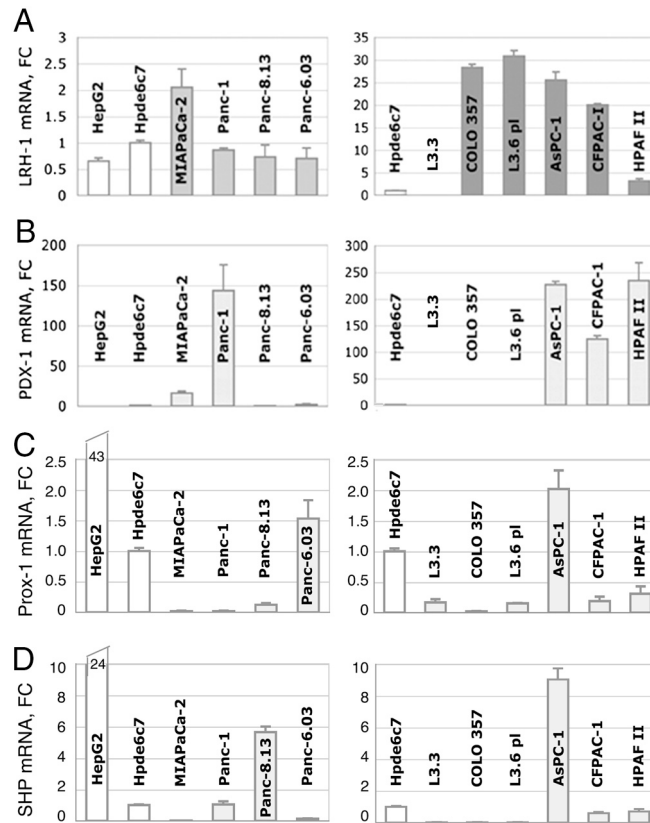 A
LRH-1 mRNA, FC
3
2.5
2
1.5
1
0.5
0
HepG2
Hpde6c7
MIAPaCa-2
Panc-1
Panc-8.13
Panc-6.03
35
30
25
20
15
10
5
0
Hpde6c7
L3.3
COLO 357
L3.6 pl
AsPC-1
CFPAC-I
HPAF II
B
PDX-1 mRNA, FC
200
150
100
50
0
HepG2
Hpde6c7
MIAPaCa-2
Panc-1
Panc-8.13
Panc-6.03
300
250
200
150
100
50
0
Hpde6c7
L3.3
COLO 357
L3.6 pl
AsPC-1
CFPAC-1
HPAF II
C
Prox-1 mRNA, FC
2.5
2.0
1.5
1.0
0.5
0
43
HepG2
Hpde6c7
MIAPaCa-2
Panc-1
Panc-8.13
Panc-6.03
2.5
2.0
1.5
1.0
0.5
0
Hpde6c7
L3.3
COLO 357
L3.6 pl
AsPC-1
CFPAC-1
HPAF II
D
SHP mRNA, FC
10
8
6
4
2
0
24
HepG2
Hpde6c7
MIAPaCa-2
Panc-1
Panc-8.13
Panc-6.03
10
8
6
4
2
0
Hpde6c7
L3.3
COLO 357
L3.6 pl
AsPC-1
CFPAC-1
HPAF II